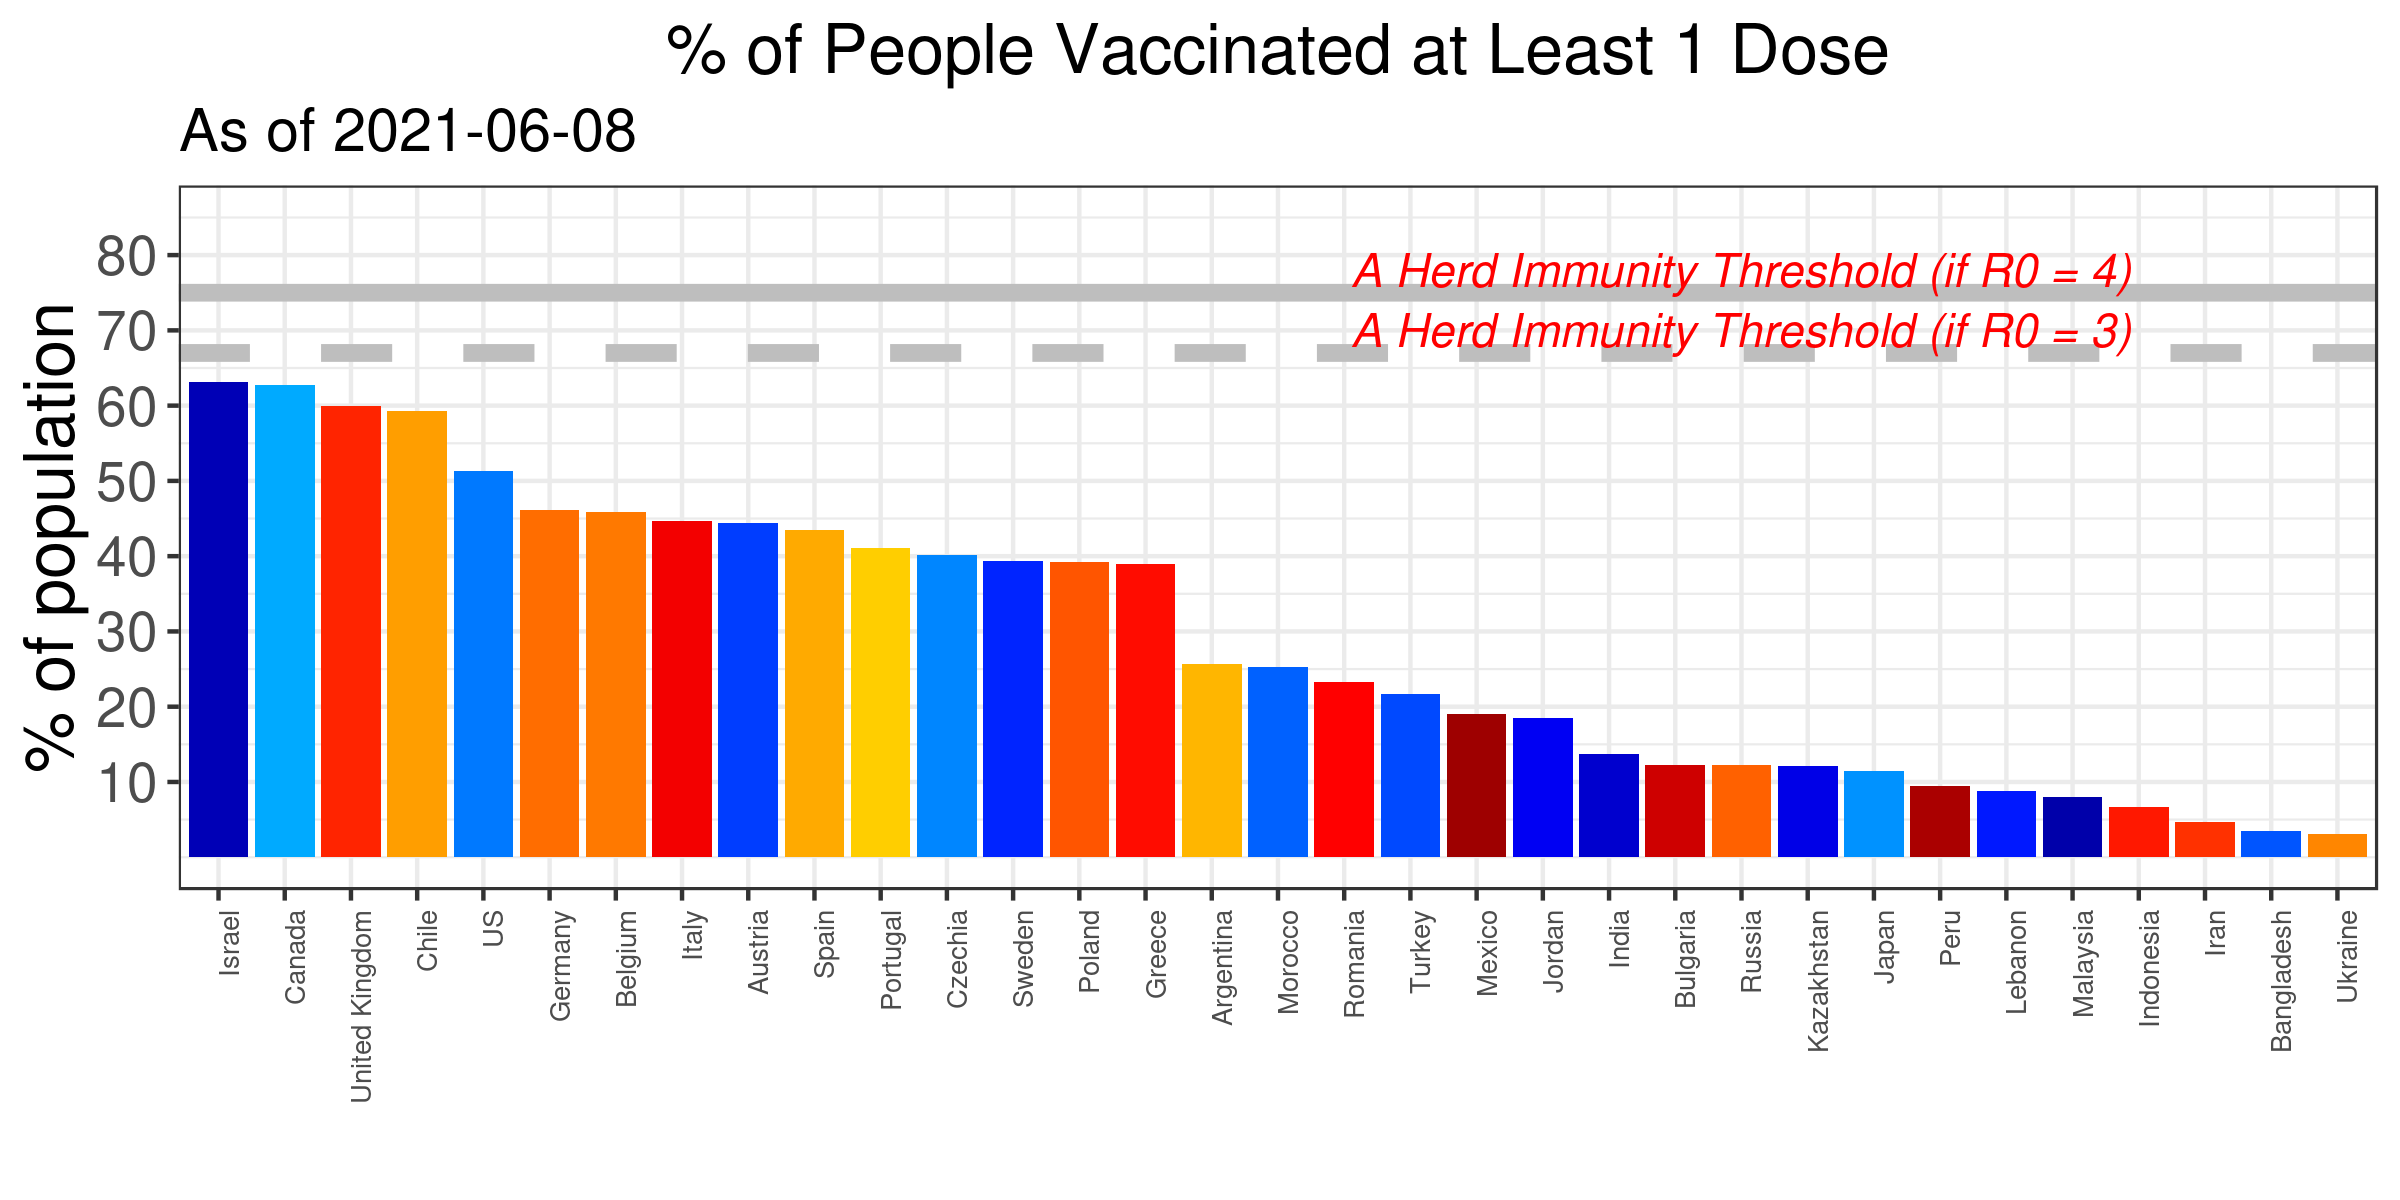 % of People Vaccinated at Least 1 Dose
As of 2021-06-08
% of population
80
70
60
50
40
30
20
10
A Herd Immunity Threshold (if R0 = 4)
A Herd Immunity Threshold (if R0 = 3)
Israel
Canada
United Kingdom
Chile
US
Germany
Belgium
Italy
Austria
Spain
Portugal
Czechia
Sweden
Poland
Greece
Argentina
Morocco
Romania
Turkey
Mexico
Jordan
India
Bulgaria
Russia
Kazakhstan
Japan
Peru
Lebanon
Malaysia
Indonesia
Iran
Bangladesh
Ukraine